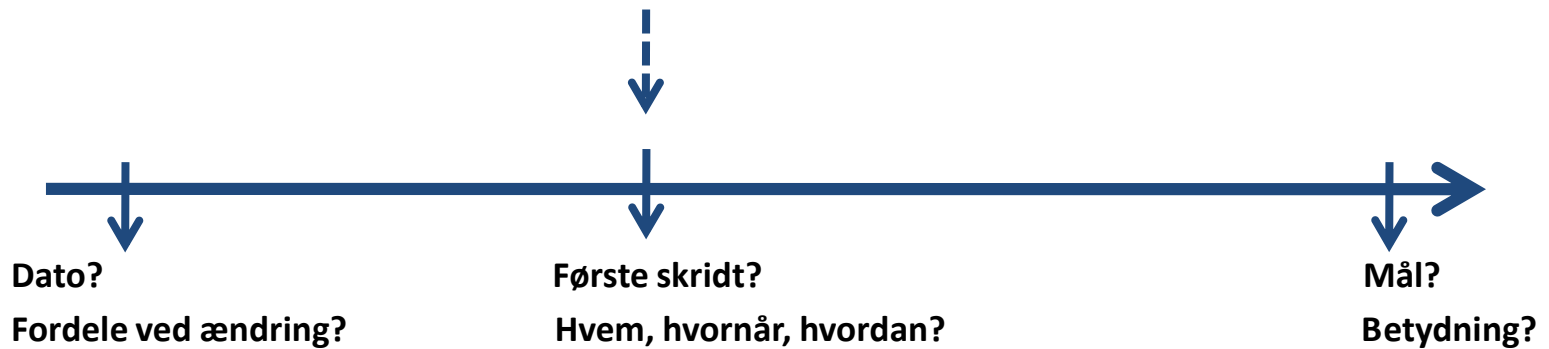 Dato? Første skridt? Mål?
Fordele ved ændring? Hvem, hvornår, hvordan? Betydning?